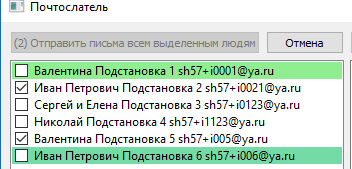 Почтослатель
(2) Отправить письма всем выделенным людям
Отмена
Валентина Подстановка 1 sh57+i0001@ya.ru
Иван Петрович Подстановка 2 sh57+i0021@ya.ru
Сергей и Елена Подстановка 3 sh57+i0123@ya.ru
Николай Подстановка 4 sh57+i1123@ya.ru
Валентина Подстановка 5 sh57+i005@ya.ru
Иван Петрович Подстановка 6 sh57+i006@ya.ru